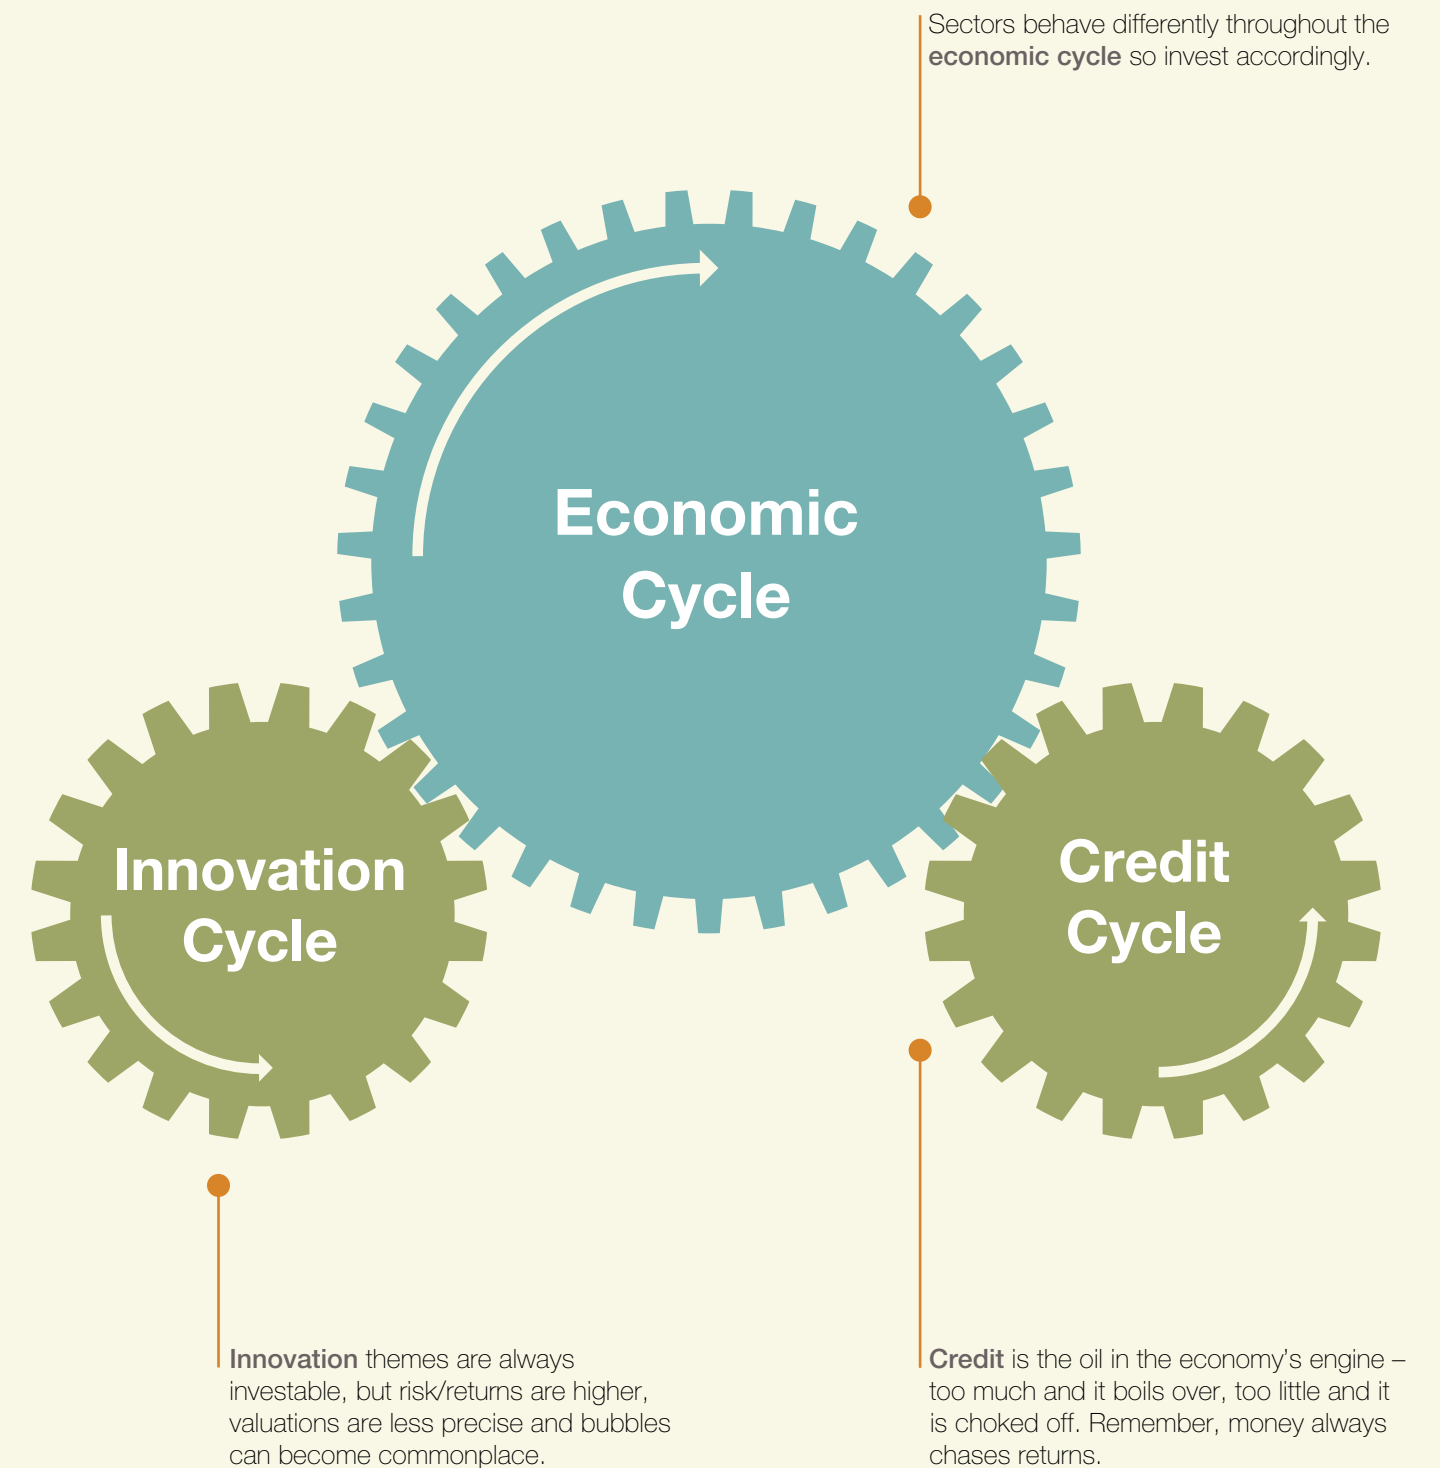 Sectors behave differently throughout the
economic cycle so invest accordingly.
Economic
Cycle
Innovation
Cycle
Credit
Cycle
Innovation themes are always
investable, but risk/returns are higher,
valuations are less precise and bubbles
can become commonplace.
Credit is the oil in the economy’s engine –
too much and it boils over, too little and it
is choked off. Remember, money always
chases returns.